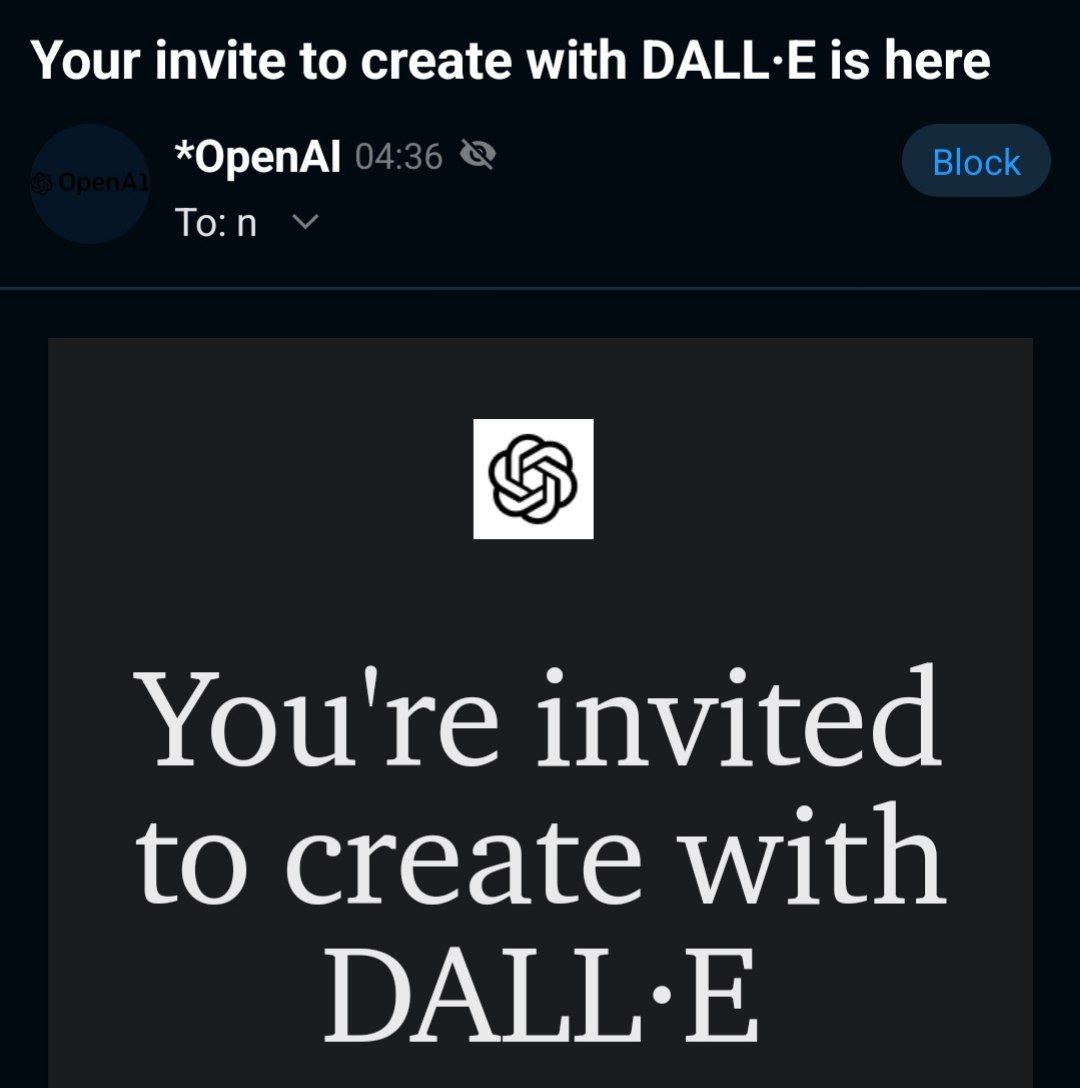 Your invite to create with DALL·E is here
*OpenAI 04:36
Block
OpenAI
To: n
You're invited
to create with
DALL·E